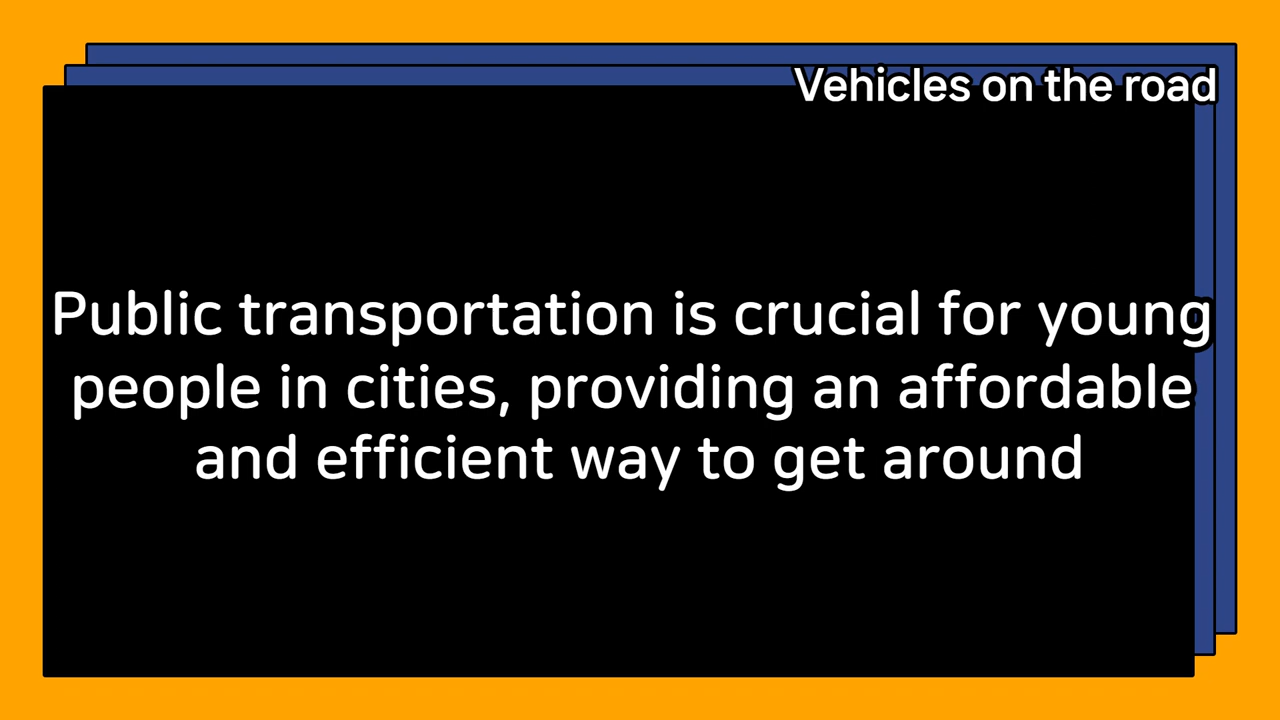 Vehicles on the road
Public transportation is crucial for young
people in cities, providing an affordable
and efficient way to get around